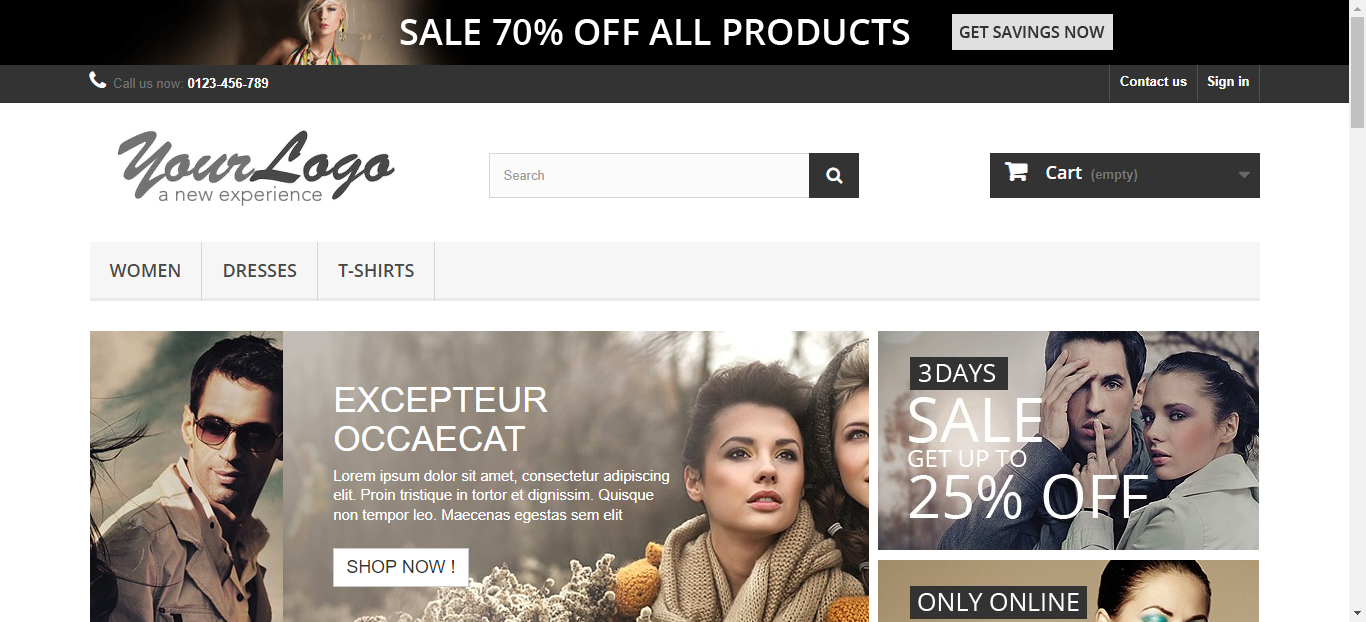 SALE 70% OFF ALL PRODUCTS
GET SAVINGS NOW
Call us now: 0123-456-789
Contact us
Sign in
YourLogo
a new experience
Search
Cart (empty)
WOMEN
DRESSES
T-SHIRTS
EXCEPTEUR
OCCAECAT
Lorem ipsum dolor sit amet, consectetur adipiscing
elit. Proin tristique in tortor et dignissim. Quisque
non tempor leo. Maecenas egestas sem elit
SHOP NOW !
3 DAYS
SALE
GET UP TO
25% OFF
ONLY ONLINE